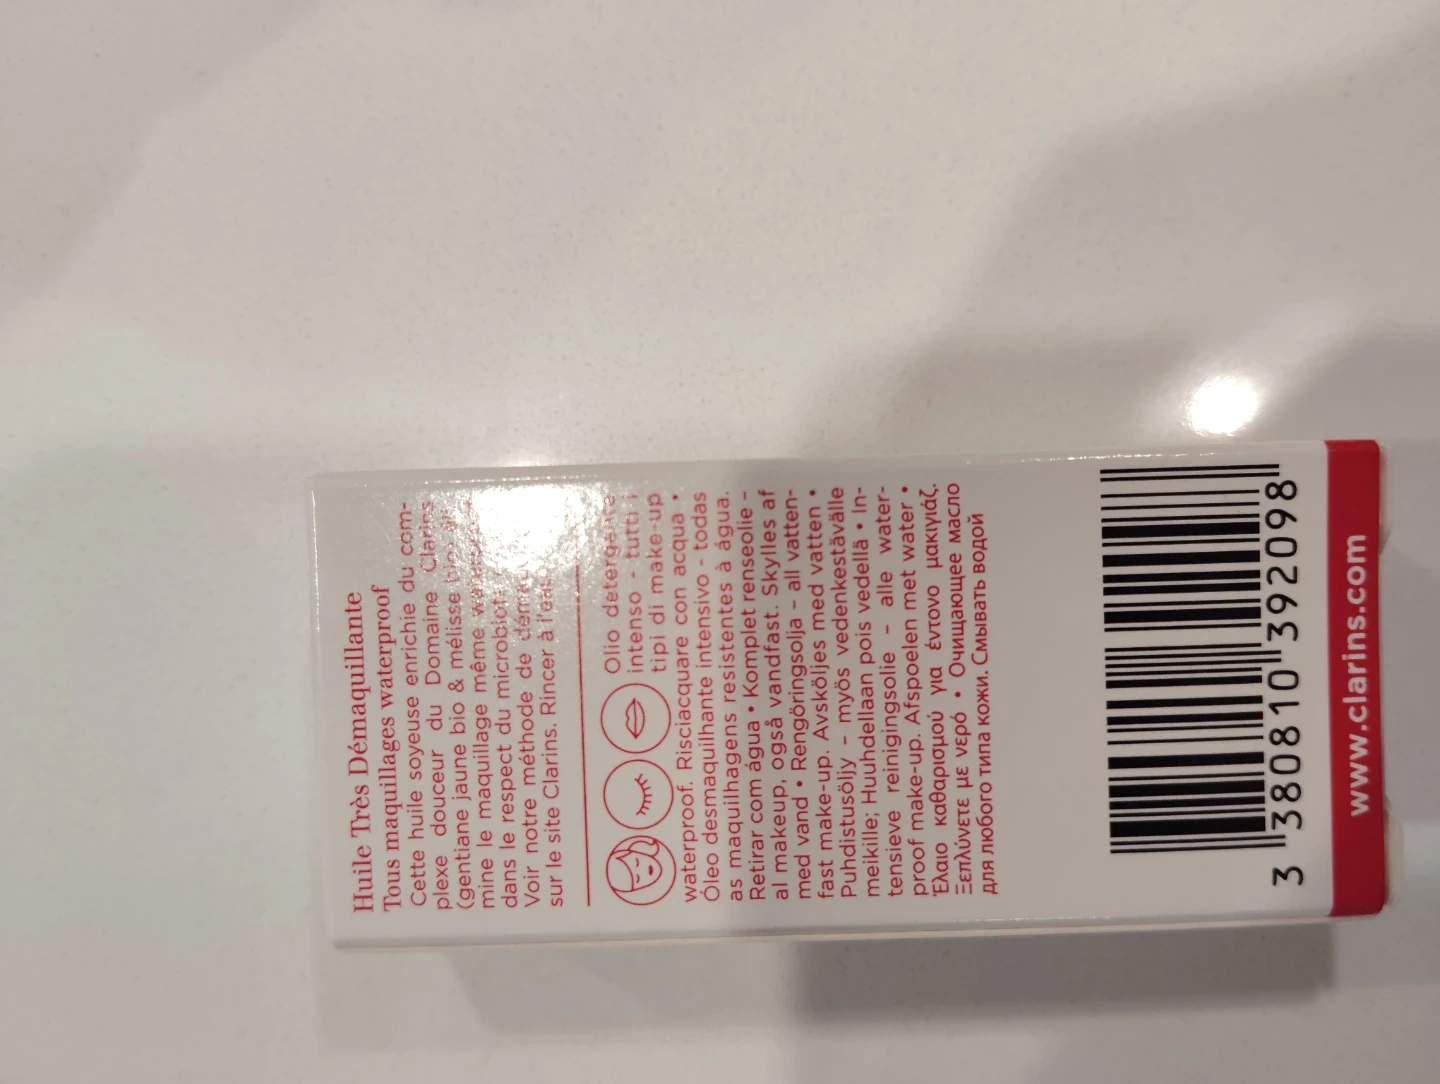 Huile Très Démaquillante
Tous maquillages waterproof
Cette huile soyeuse enrichie du com-
plexe douceur du Domaine Clarins
(gentiane jaune bio & mélisse
mine le maquillage même
dans le respect du
Voir notre méthode de
sur le site Clarins. Rincer à
Olio detergente
intenso - tutti i
tipi di make-up
waterproof. Risciacquare con acqua •
Óleo desmaquilhante intensivo - todas
as maquilhagens resistentes à água.
Retirar com água • Komplet renseolie –
al makeup, også vandfast. Skylles af
med vand • Rengöringsolja – all vatten-
fast make-up. Avsköljes med vatten •
Puhdistusöljy – myös vedenkestävälle
meikille; Huuhdellaan pois vedellä • In-
tensieve reinigingsolie – alle water-
proof make-up. Afspoelen met water •
Έλαιο καθαρισμού για έντονο μακιγιάζ.
Ξεπλύνετε με νερό • Очищающее масло
для любого типа кожи. Смывать водой
3 380810 392098
www.clarins.com